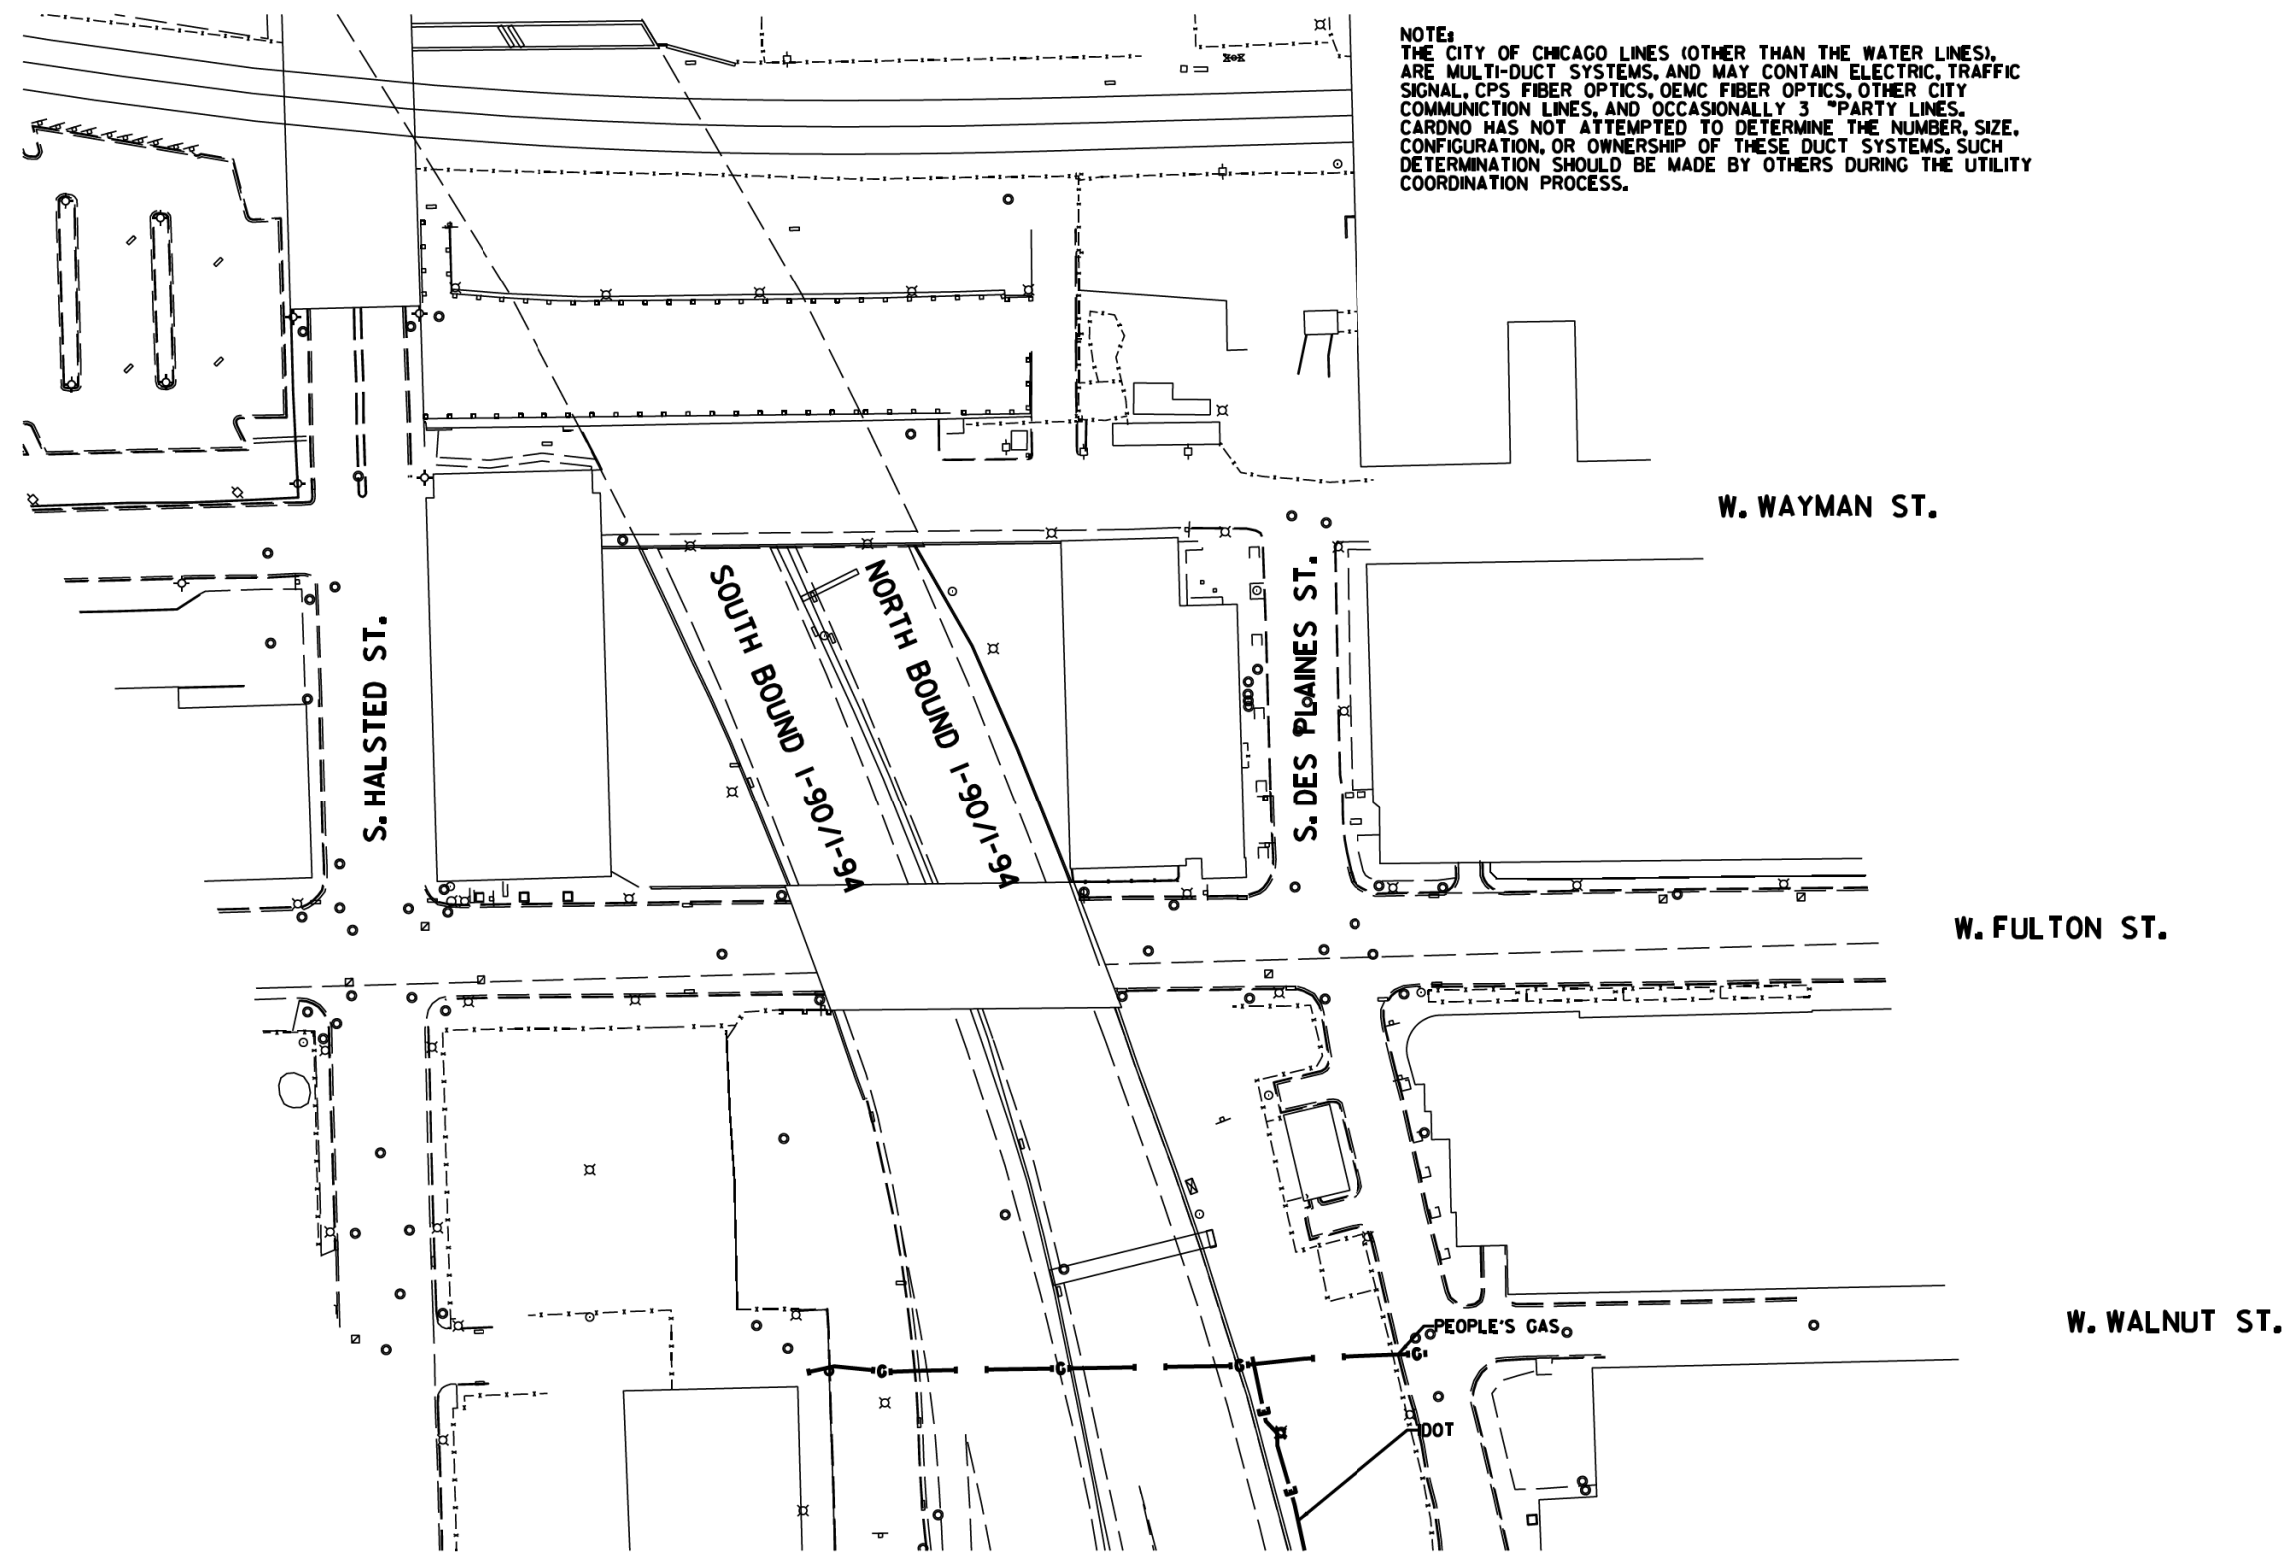 NOTE:
THE CITY OF CHICAGO LINES (OTHER THAN THE WATER LINES),
ARE MULTI-DUCT SYSTEMS, AND MAY CONTAIN ELECTRIC, TRAFFIC
SIGNAL, CPS FIBER OPTICS, OEMC FIBER OPTICS, OTHER CITY
COMMUNICTION LINES, AND OCCASIONALLY 3 "PARTY LINES.
CARDNO HAS NOT ATTEMPTED TO DETERMINE THE NUMBER, SIZE,
CONFIGURATION, OR OWNERSHIP OF THESE DUCT SYSTEMS. SUCH
DETERMINATION SHOULD BE MADE BY OTHERS DURING THE UTILITY
COORDINATION PROCESS.
W. WAYMAN ST.
S. HALSTED ST.
SOUTH BOUND I-90/I-94
NORTH BOUND I-90/I-94
S. DES PLAINES ST.
W. FULTON ST.
W. WALNUT ST.
PEOPLE'S GAS
G G G G
E
DOT
E